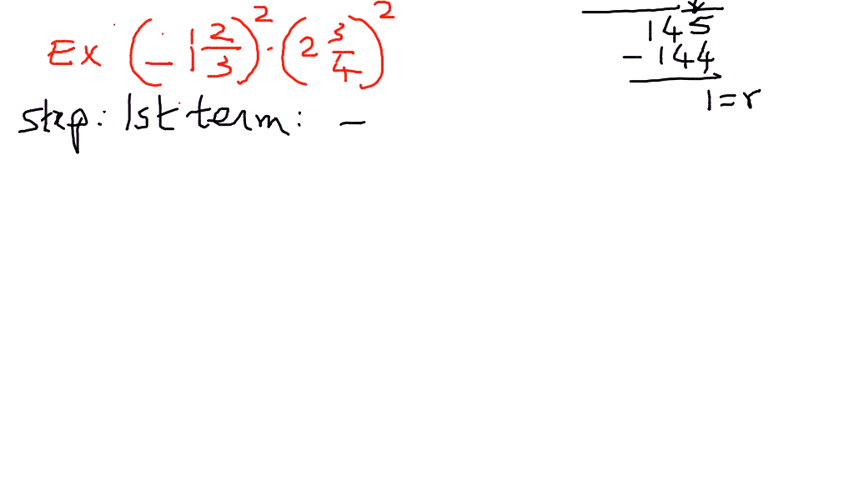 Ex (-1 2/3)² · (2 3/4)²
step: 1st term: -
145
-144
1=r